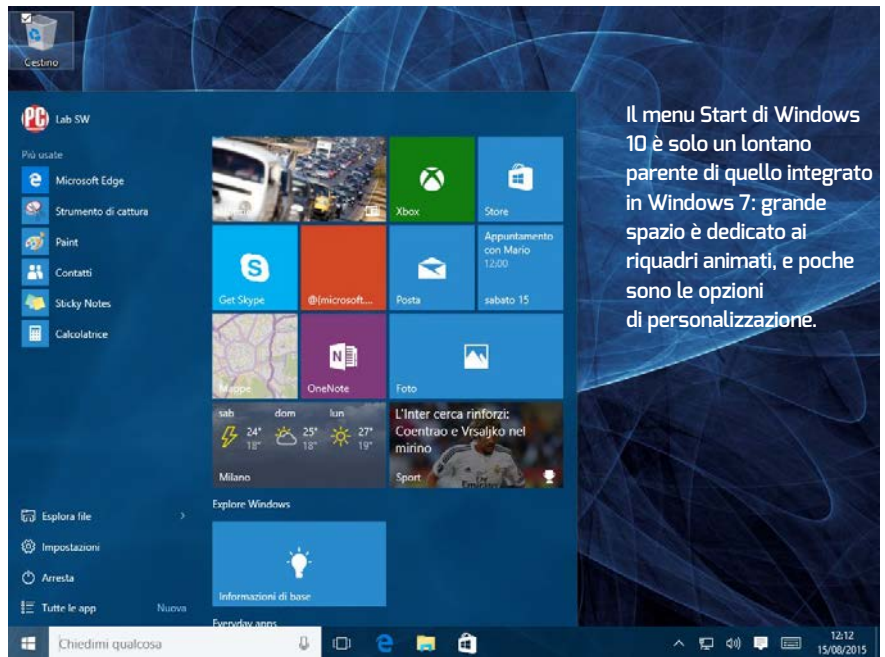 Gestino
PC Lab SW
Più usate
Microsoft Edge
Strumento di cattura
Paint
Contatti
Sticky Notes
Calcolatrice
Esplora file
Impostazioni
Arresta
Tutte le app Nuova
Xbox
Store
Get Skype
@{microsoft....
Posta
Appuntamento
con Mario
12:00
sabato 15
Mappe
OneNote
Foto
sab dom lun
24° 25° 27°
18° 18° 19°
Milano
L'Inter cerca rinforzi:
Coentrao e Vrsaljko nel
mirino
Sport
Explore Windows
Informazioni di base
Everyday apps
Il menu Start di Windows
10 è solo un lontano
parente di quello integrato
in Windows 7: grande
spazio è dedicato ai
riquadri animati, e poche
sono le opzioni
di personalizzazione.
Chiedimi qualcosa
12:12
15/08/2015